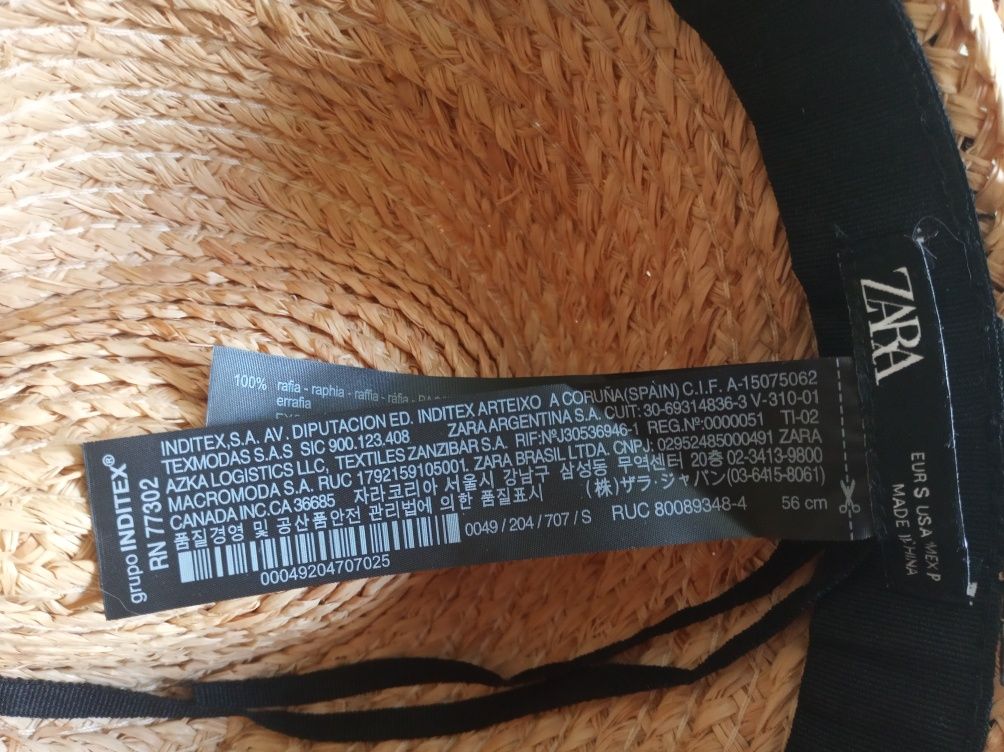 100% rafia - raphia - raffia - ráfia -
errafia
grupo INDITEX®
RN 77302
INDITEX,S.A. AV. DIPUTACION ED. INDITEX ARTEIXO A CORUÑA(SPAIN) C.I.F. A-15075062
TEXMODAS S.A.S SIC 900.123.408 ZARA ARGENTINA S.A. CUIT: 30-69314836-3 V-310-01
AZKA LOGISTICS LLC, TEXTILES ZANZIBAR S.A. RIF:NºJ30536946-1 REG.Nº:0000051 TI-02
MACROMODA S.A. RUC 1792159105001. ZARA BRASIL LTDA. CNPJ: 02952485000491 ZARA
CANADA INC.CA 36685 자라코리아 서울시 강남구 삼성동 무역센터 20층 02-3413-9800
품질경영 및 공산품안전 관리법에 의한 품질표시 (株)ザラ・ジャパン(03-6415-8061)
0049/204/707/S RUC 80089348-4 56 cm
00049204707025
ZARA
EUR S USA MEX P
MADE CHINA